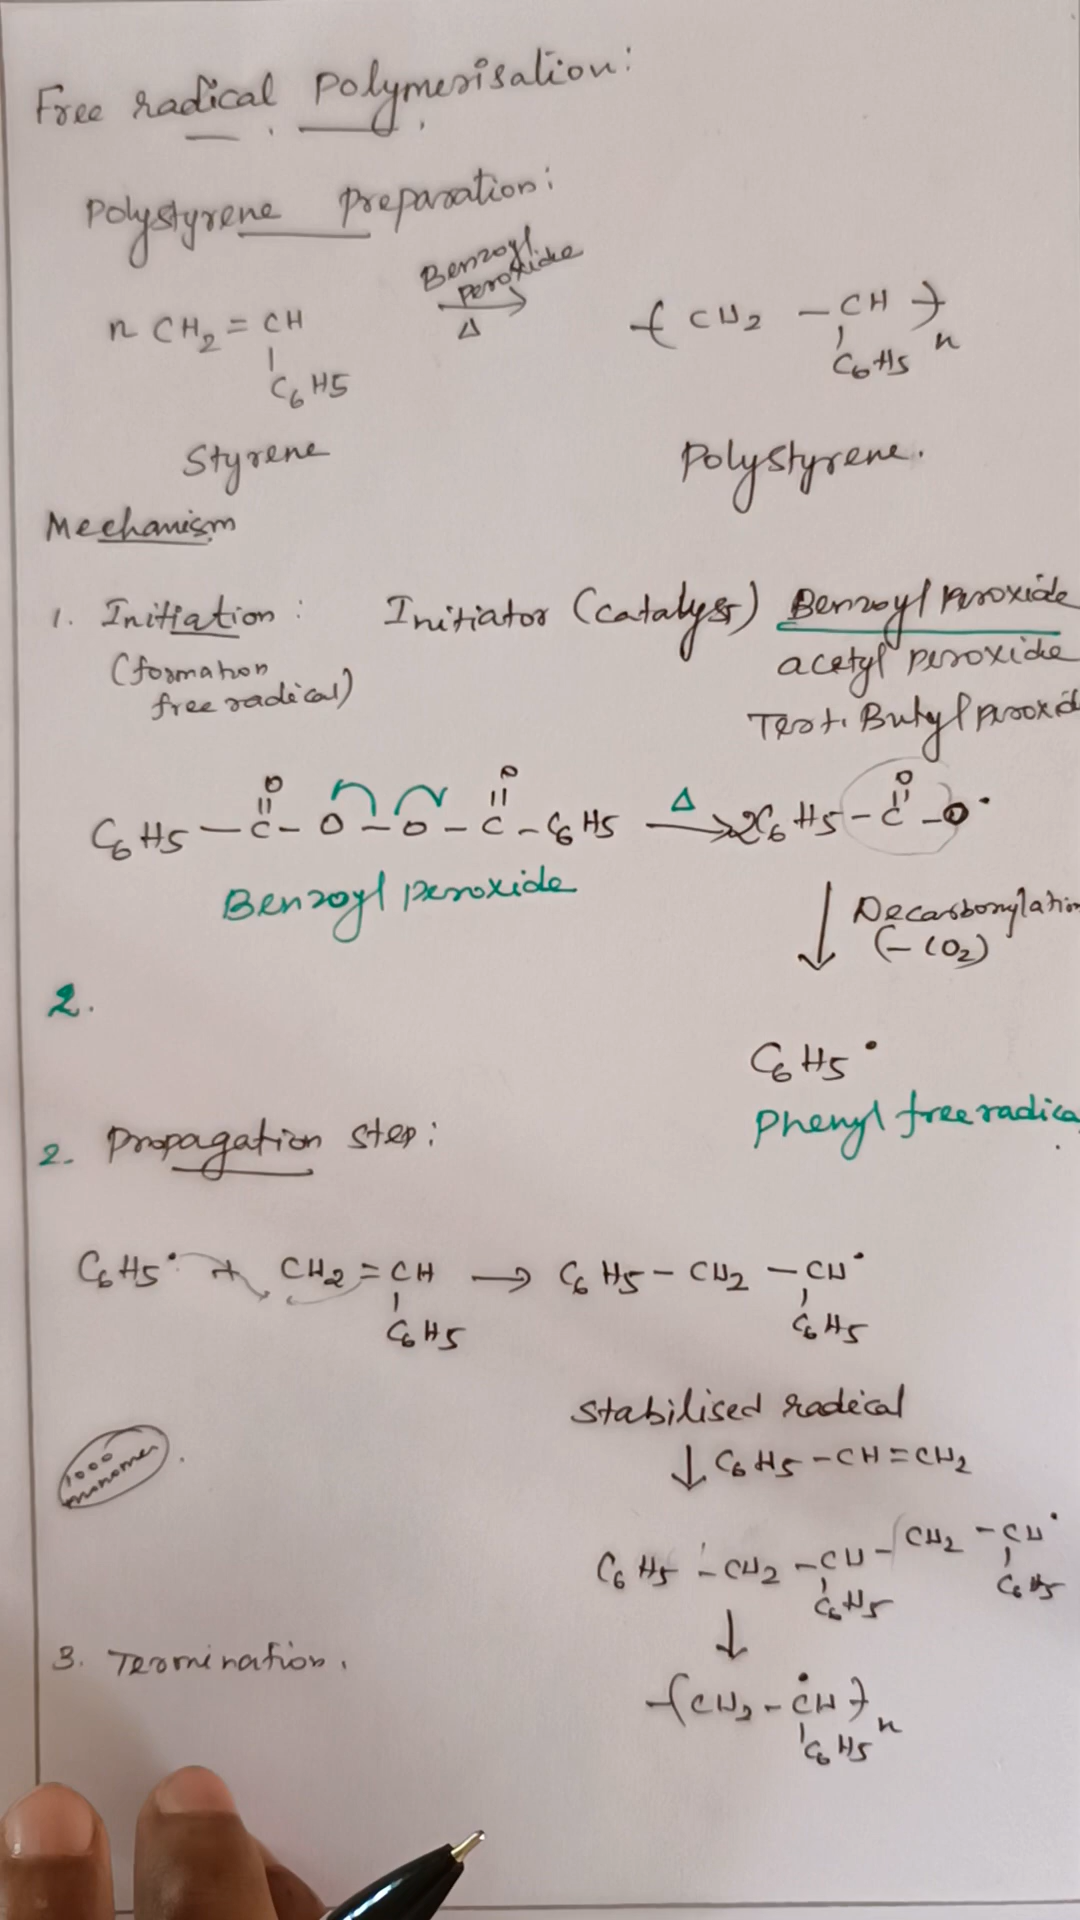 Free radical Polymerisation:
Polystyrene Preparation:
Benzoyl
peroxide
n CH2 = CH
Δ
( CH2 - CH )n
C6H5
C6H5
Styrene
Polystyrene.
Mechanism
1. Initiation : Initiator (Catalyst) Benzoyl Peroxide
(formation
free radical)
acetyl peroxide
Tert. Butyl peroxid
O O O
C6H5 - C - O - O - C - C6H5 Δ → 2C6H5 - C - O•
Benzoyl peroxide
↓ Decarbonylation
(- CO2)
2.
C6H5•
Phenyl free radica
2. Propagation step:
C6H5• + CH2 = CH → C6H5 - CH2 - CH•
C6H5 C6H5
Stabilised radical
↓ C6H5 - CH = CH2
1000
monomer
C6H5 - CH2 - CH - CH2 - CH•
C6H5 C6H5
↓
3. Termination.
( CH2 - ĊH )n
C6H5